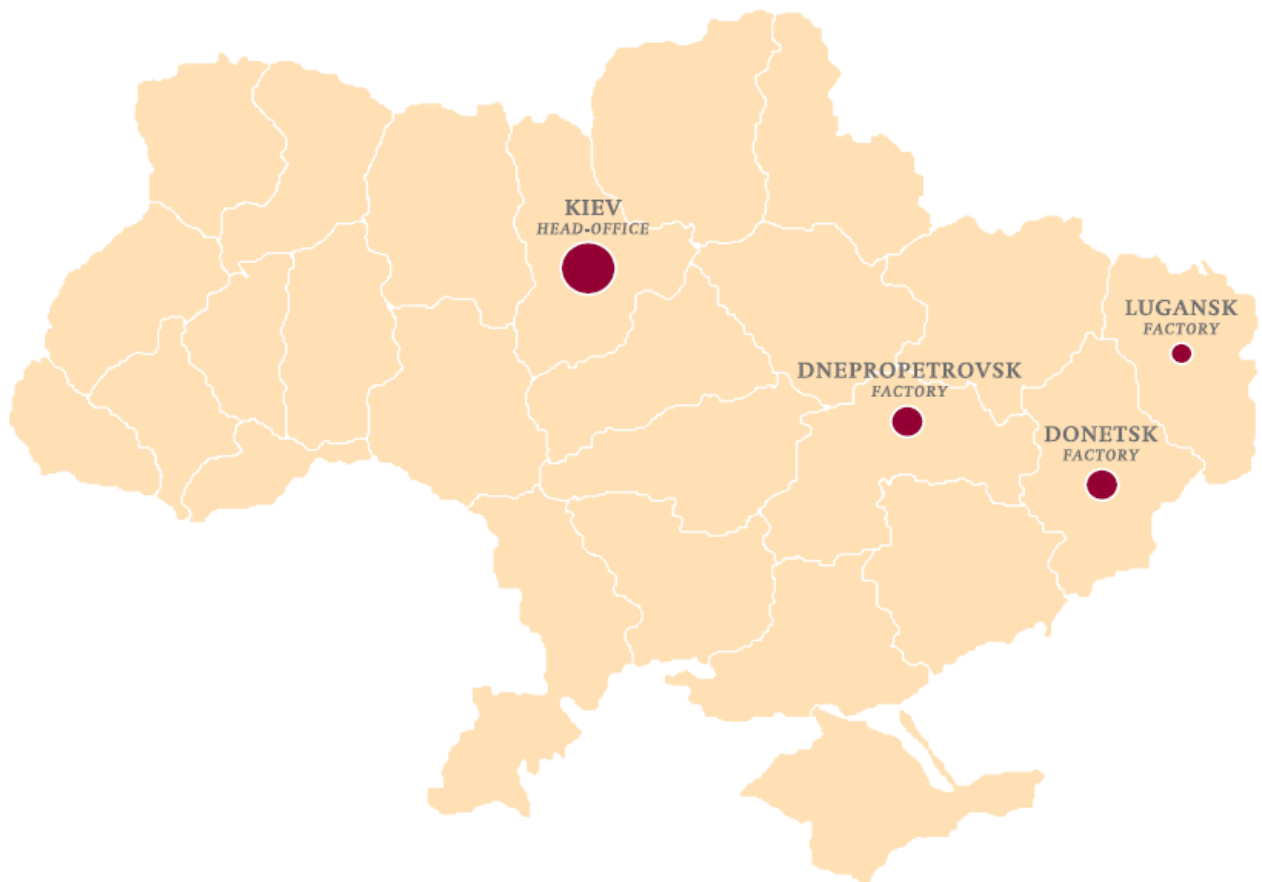 KIEV
HEAD-OFFICE
LUGANSK
FACTORY
DNEPROPETROVSK
FACTORY
DONETSK
FACTORY